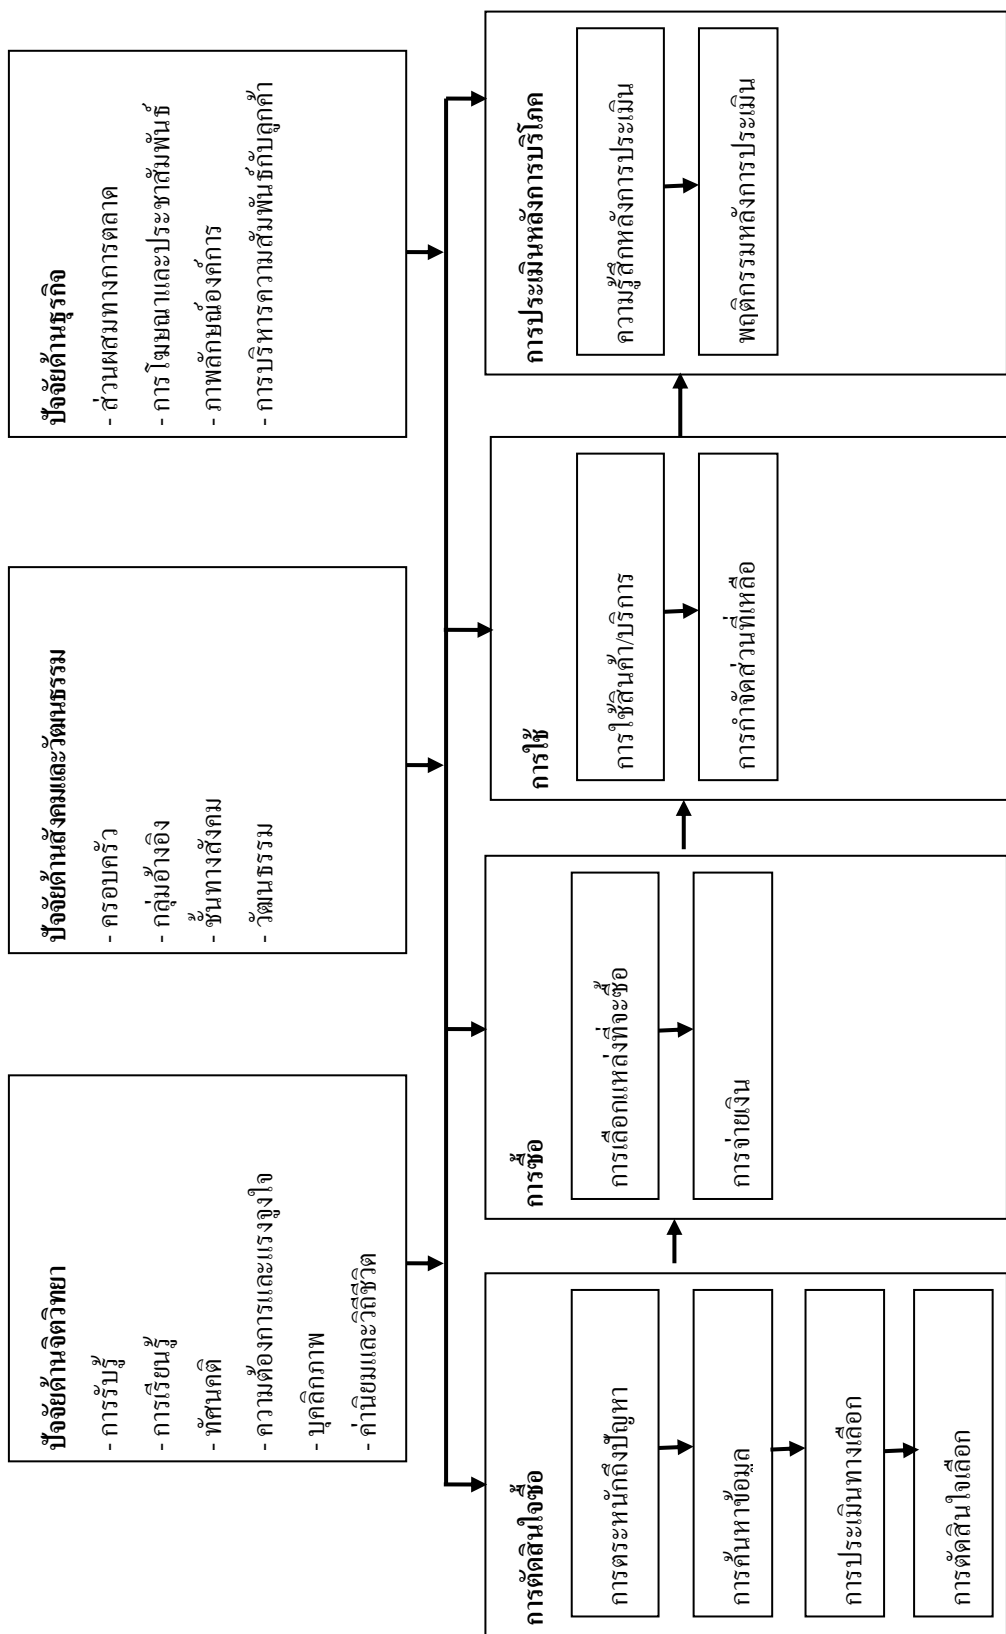 ปัจจัยด้านจิตวิทยา
- การรับรู้
- การเรียนรู้
- ทัศนคติ
- ความต้องการและแรงจูงใจ
- บุคลิกภาพ
- ค่านิยมและวิถีชีวิต
ปัจจัยด้านสังคมและวัฒนธรรม
- ครอบครัว
- กลุ่มอ้างอิง
- ชั้นทางสังคม
- วัฒนธรรม
ปัจจัยด้านธุรกิจ
- ส่วนผสมทางการตลาด
- การโฆษณาและประชาสัมพันธ์
- ภาพลักษณ์องค์การ
- การบริหารความสัมพันธ์กับลูกค้า
การตัดสินใจซื้อ
การตระหนักถึงปัญหา
การค้นหาข้อมูล
การประเมินทางเลือก
การตัดสินใจเลือก
การซื้อ
การเลือกแหล่งที่จะซื้อ
การจ่ายเงิน
การใช้
การใช้สินค้า/บริการ
การกำจัดส่วนที่เหลือ
การประเมินหลังการบริโภค
ความรู้สึกหลังการประเมิน
พฤติกรรมหลังการประเมิน